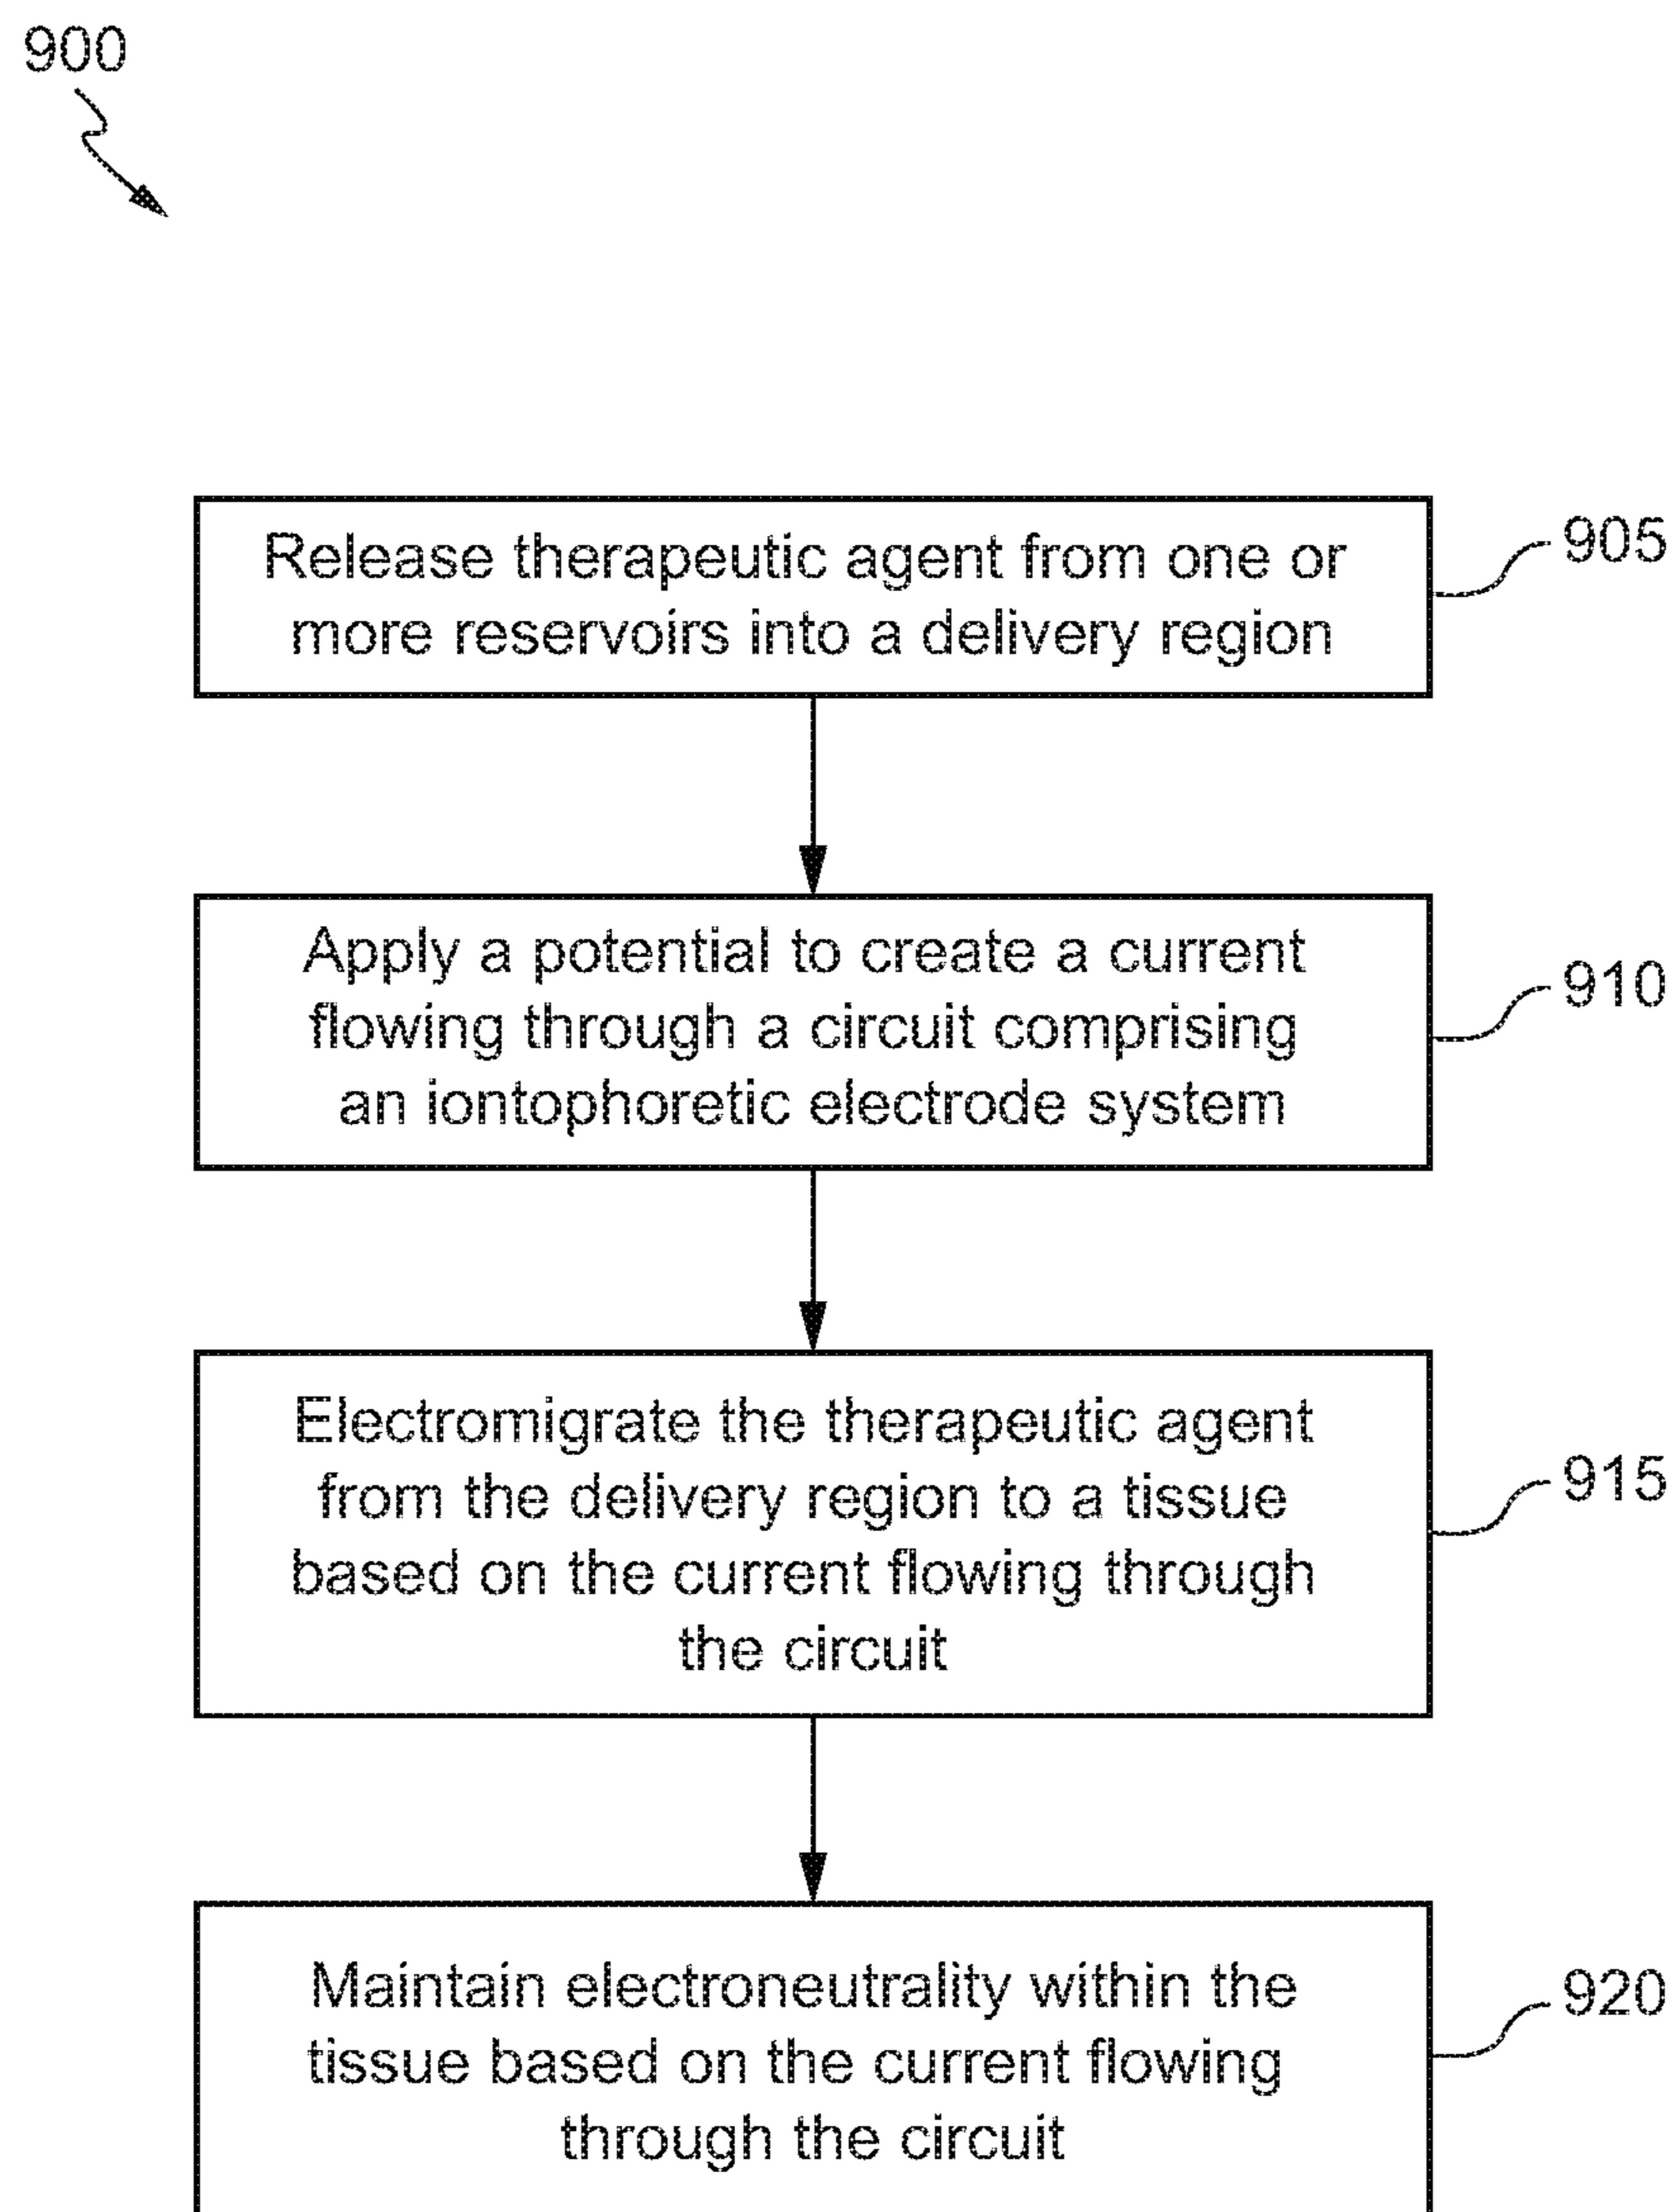 900
Release therapeutic agent from one or
more reservoirs into a delivery region
905
Apply a potential to create a current
flowing through a circuit comprising
an iontophoretic electrode system
910
Electromigrate the therapeutic agent
from the delivery region to a tissue
based on the current flowing through
the circuit
915
Maintain electroneutrality within the
tissue based on the current flowing
through the circuit
920